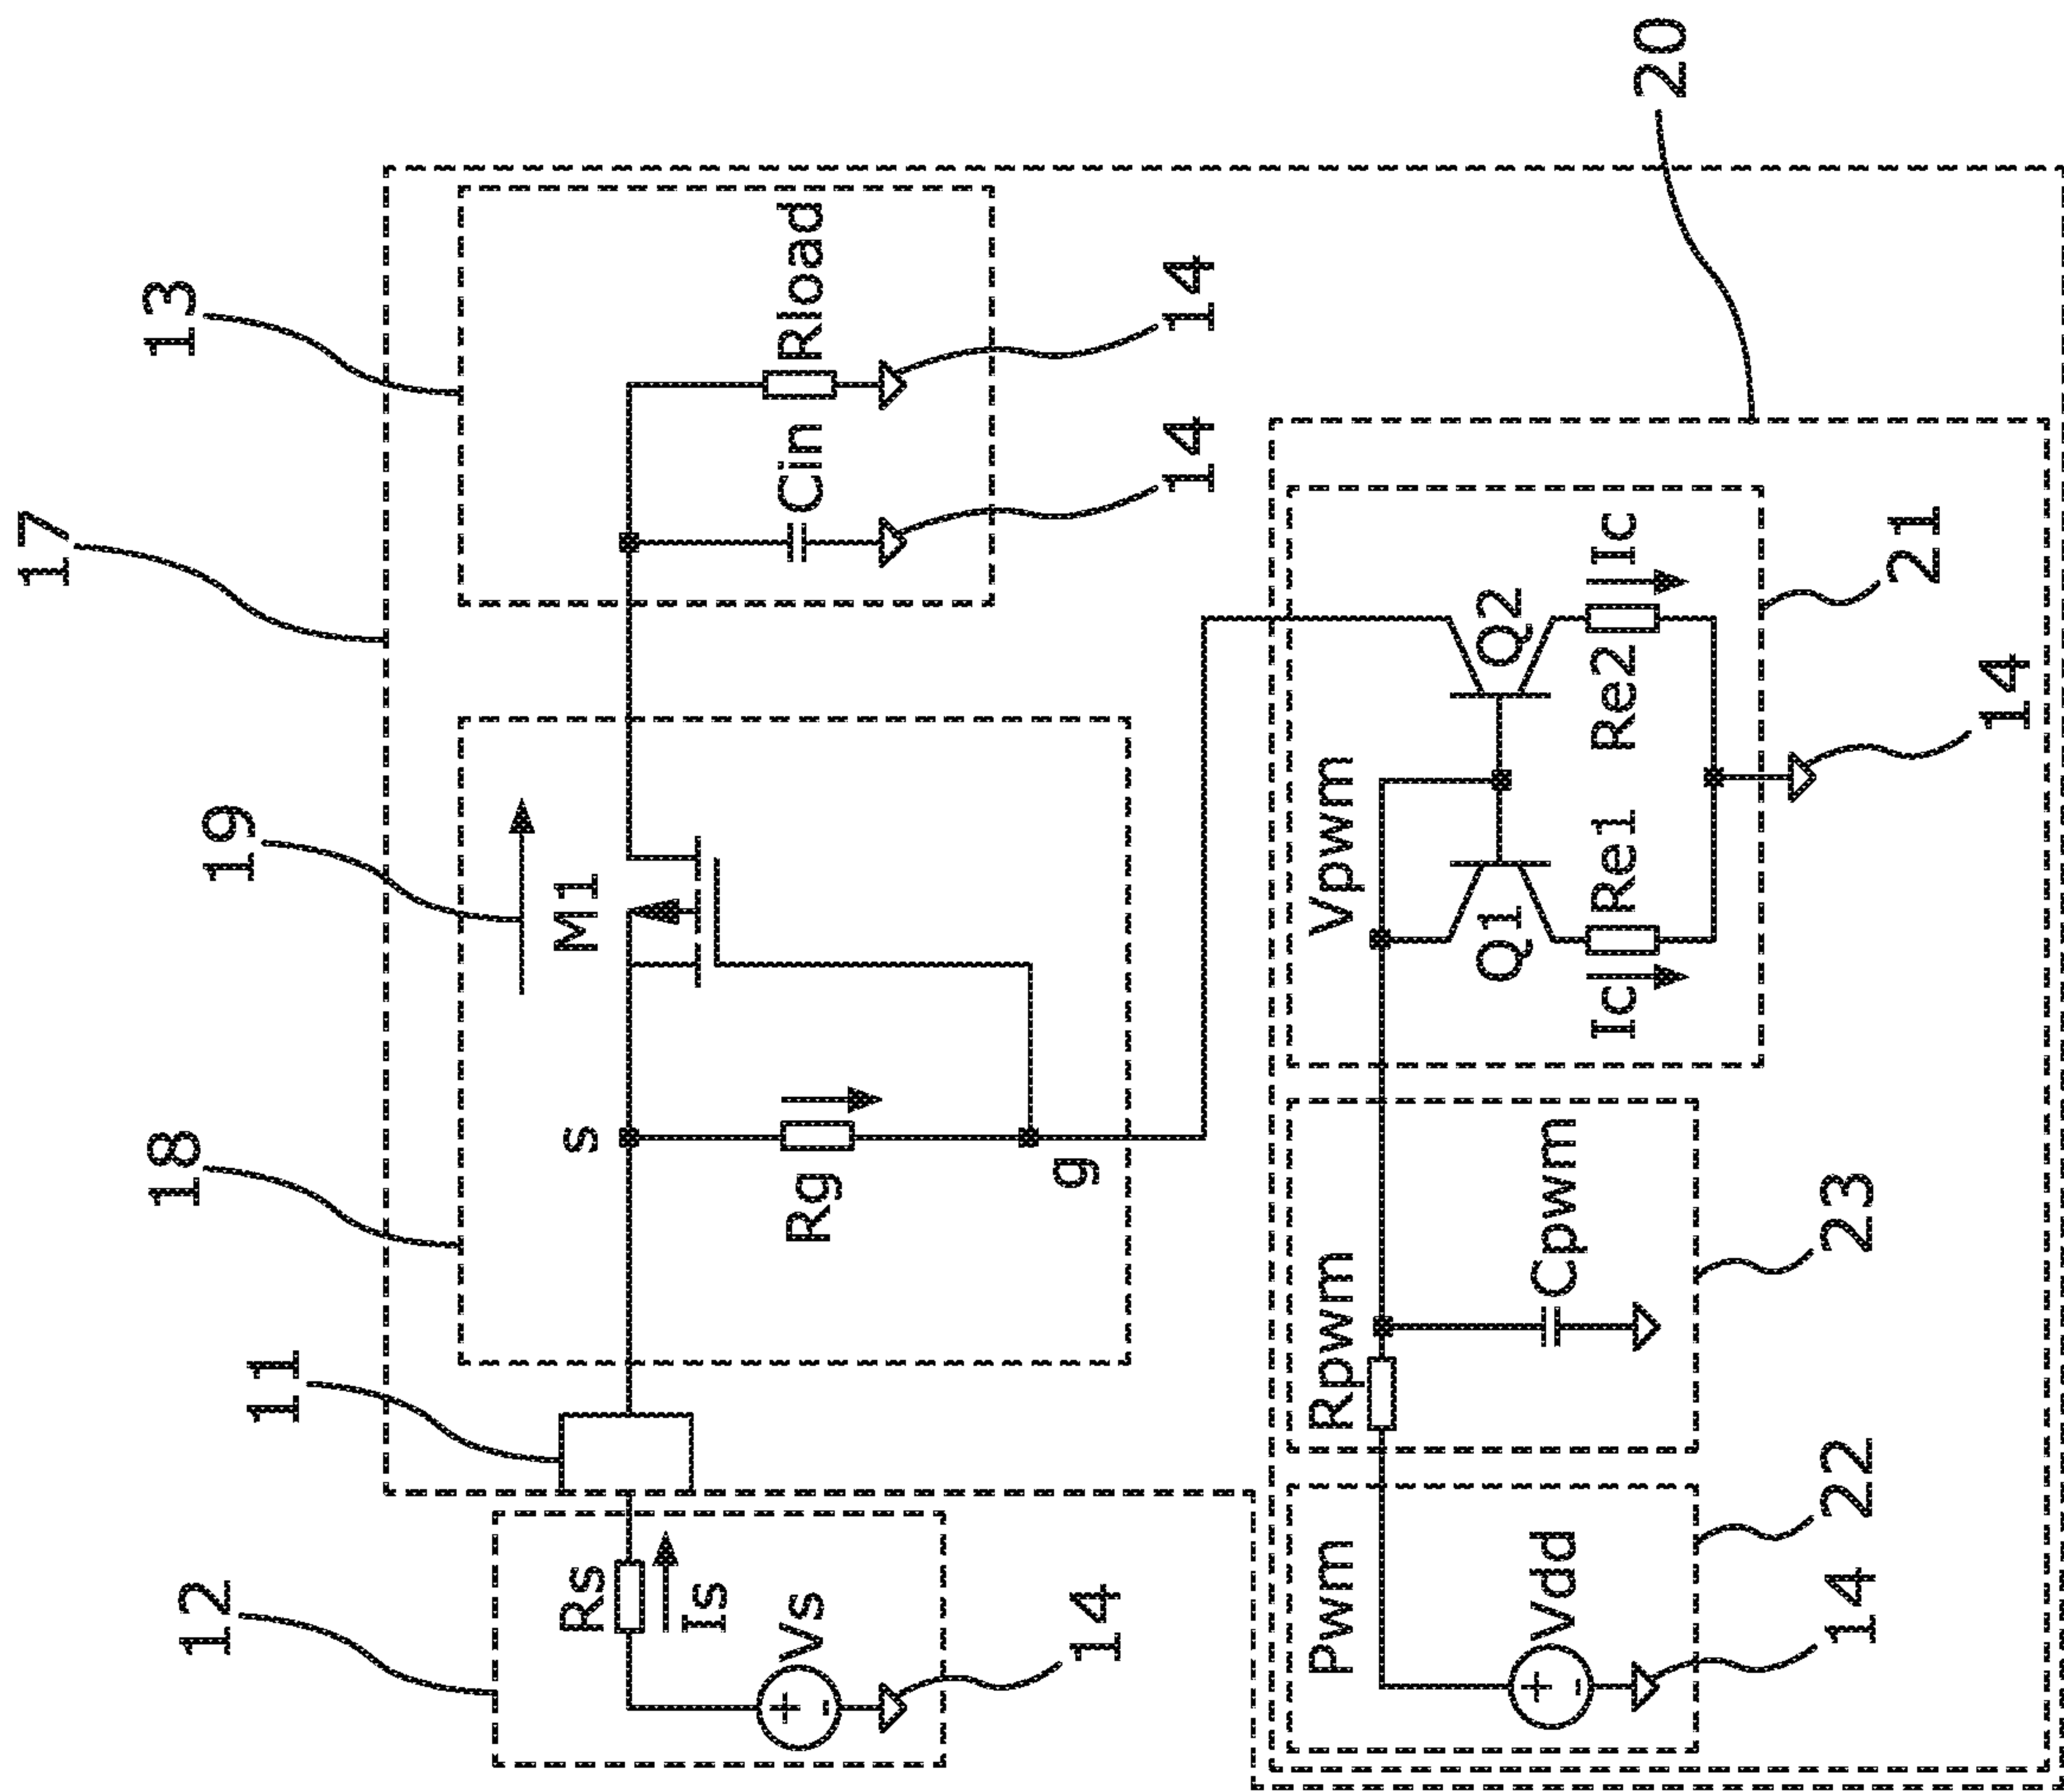 17
13
19
18
11
12
M1
s
Rs
Is
Vs
Rg
g
Cin
Rload
14
14
14
20
Pwm
Rpwm
Vpwm
Vdd
Cpwm
Q1
Q2
Ic
Re1
Re2
Ic
14
22
23
14
21